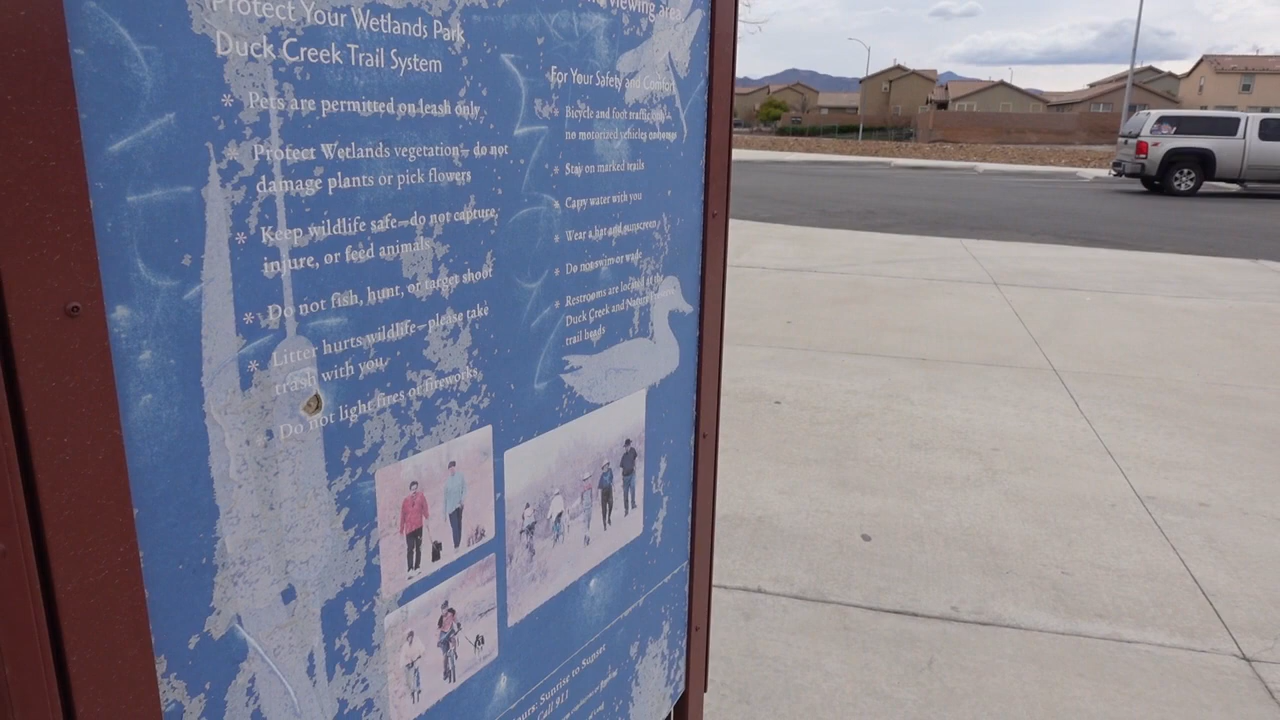 Protect Your Wetlands Park
Duck Creek Trail System
* Pets are permitted on leash only
* Protect Wetlands vegetation – do not
damage plants or pick flowers
* Keep wildlife safe – do not capture,
injure, or feed animals
* Do not fish, hunt, or target shoot
* Litter hurts wildlife – please take
trash with you
* Do not light fires or fireworks
viewing area.
For Your Safety and Comfort
* Bicycle and foot traffic only –
no motorized vehicles or horses
* Stay on marked trails
* Carry water with you
* Wear a hat and sunscreen
* Do not swim or wade
* Restrooms are located at the
Duck Creek and Nature
trail heads
Hours: Sunrise to Sunset
Call 911